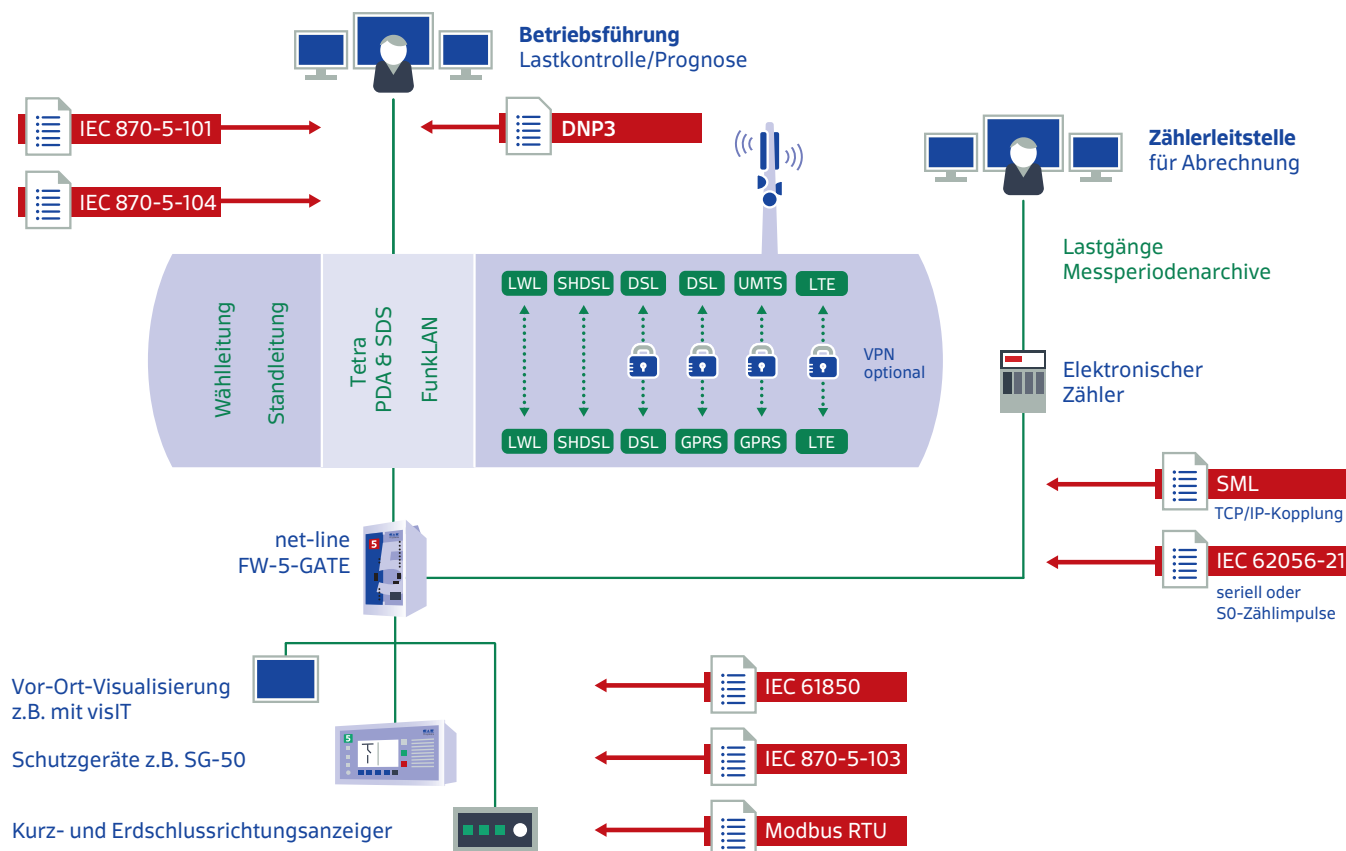 Betriebsführung
Lastkontrolle/Prognose
IEC 870-5-101
DNP3
IEC 870-5-104
Zählerleitstelle
für Abrechnung
Lastgänge
Messperiodenarchive
Wählleitung
Standleitung
Tetra
PDA & SDS
FunkLAN
LWL SHDSL DSL DSL UMTS LTE
VPN
optional
LWL SHDSL DSL GPRS GPRS LTE
Elektronischer
Zähler
SML
TCP/IP-Kopplung
IEC 62056-21
seriell oder
S0-Zählimpulse
net-line
FW-5-GATE
5
Vor-Ort-Visualisierung
z.B. mit visIT
IEC 61850
Schutzgeräte z.B. SG-50
5
IEC 870-5-103
Kurz- und Erdschlussrichtungsanzeiger
Modbus RTU